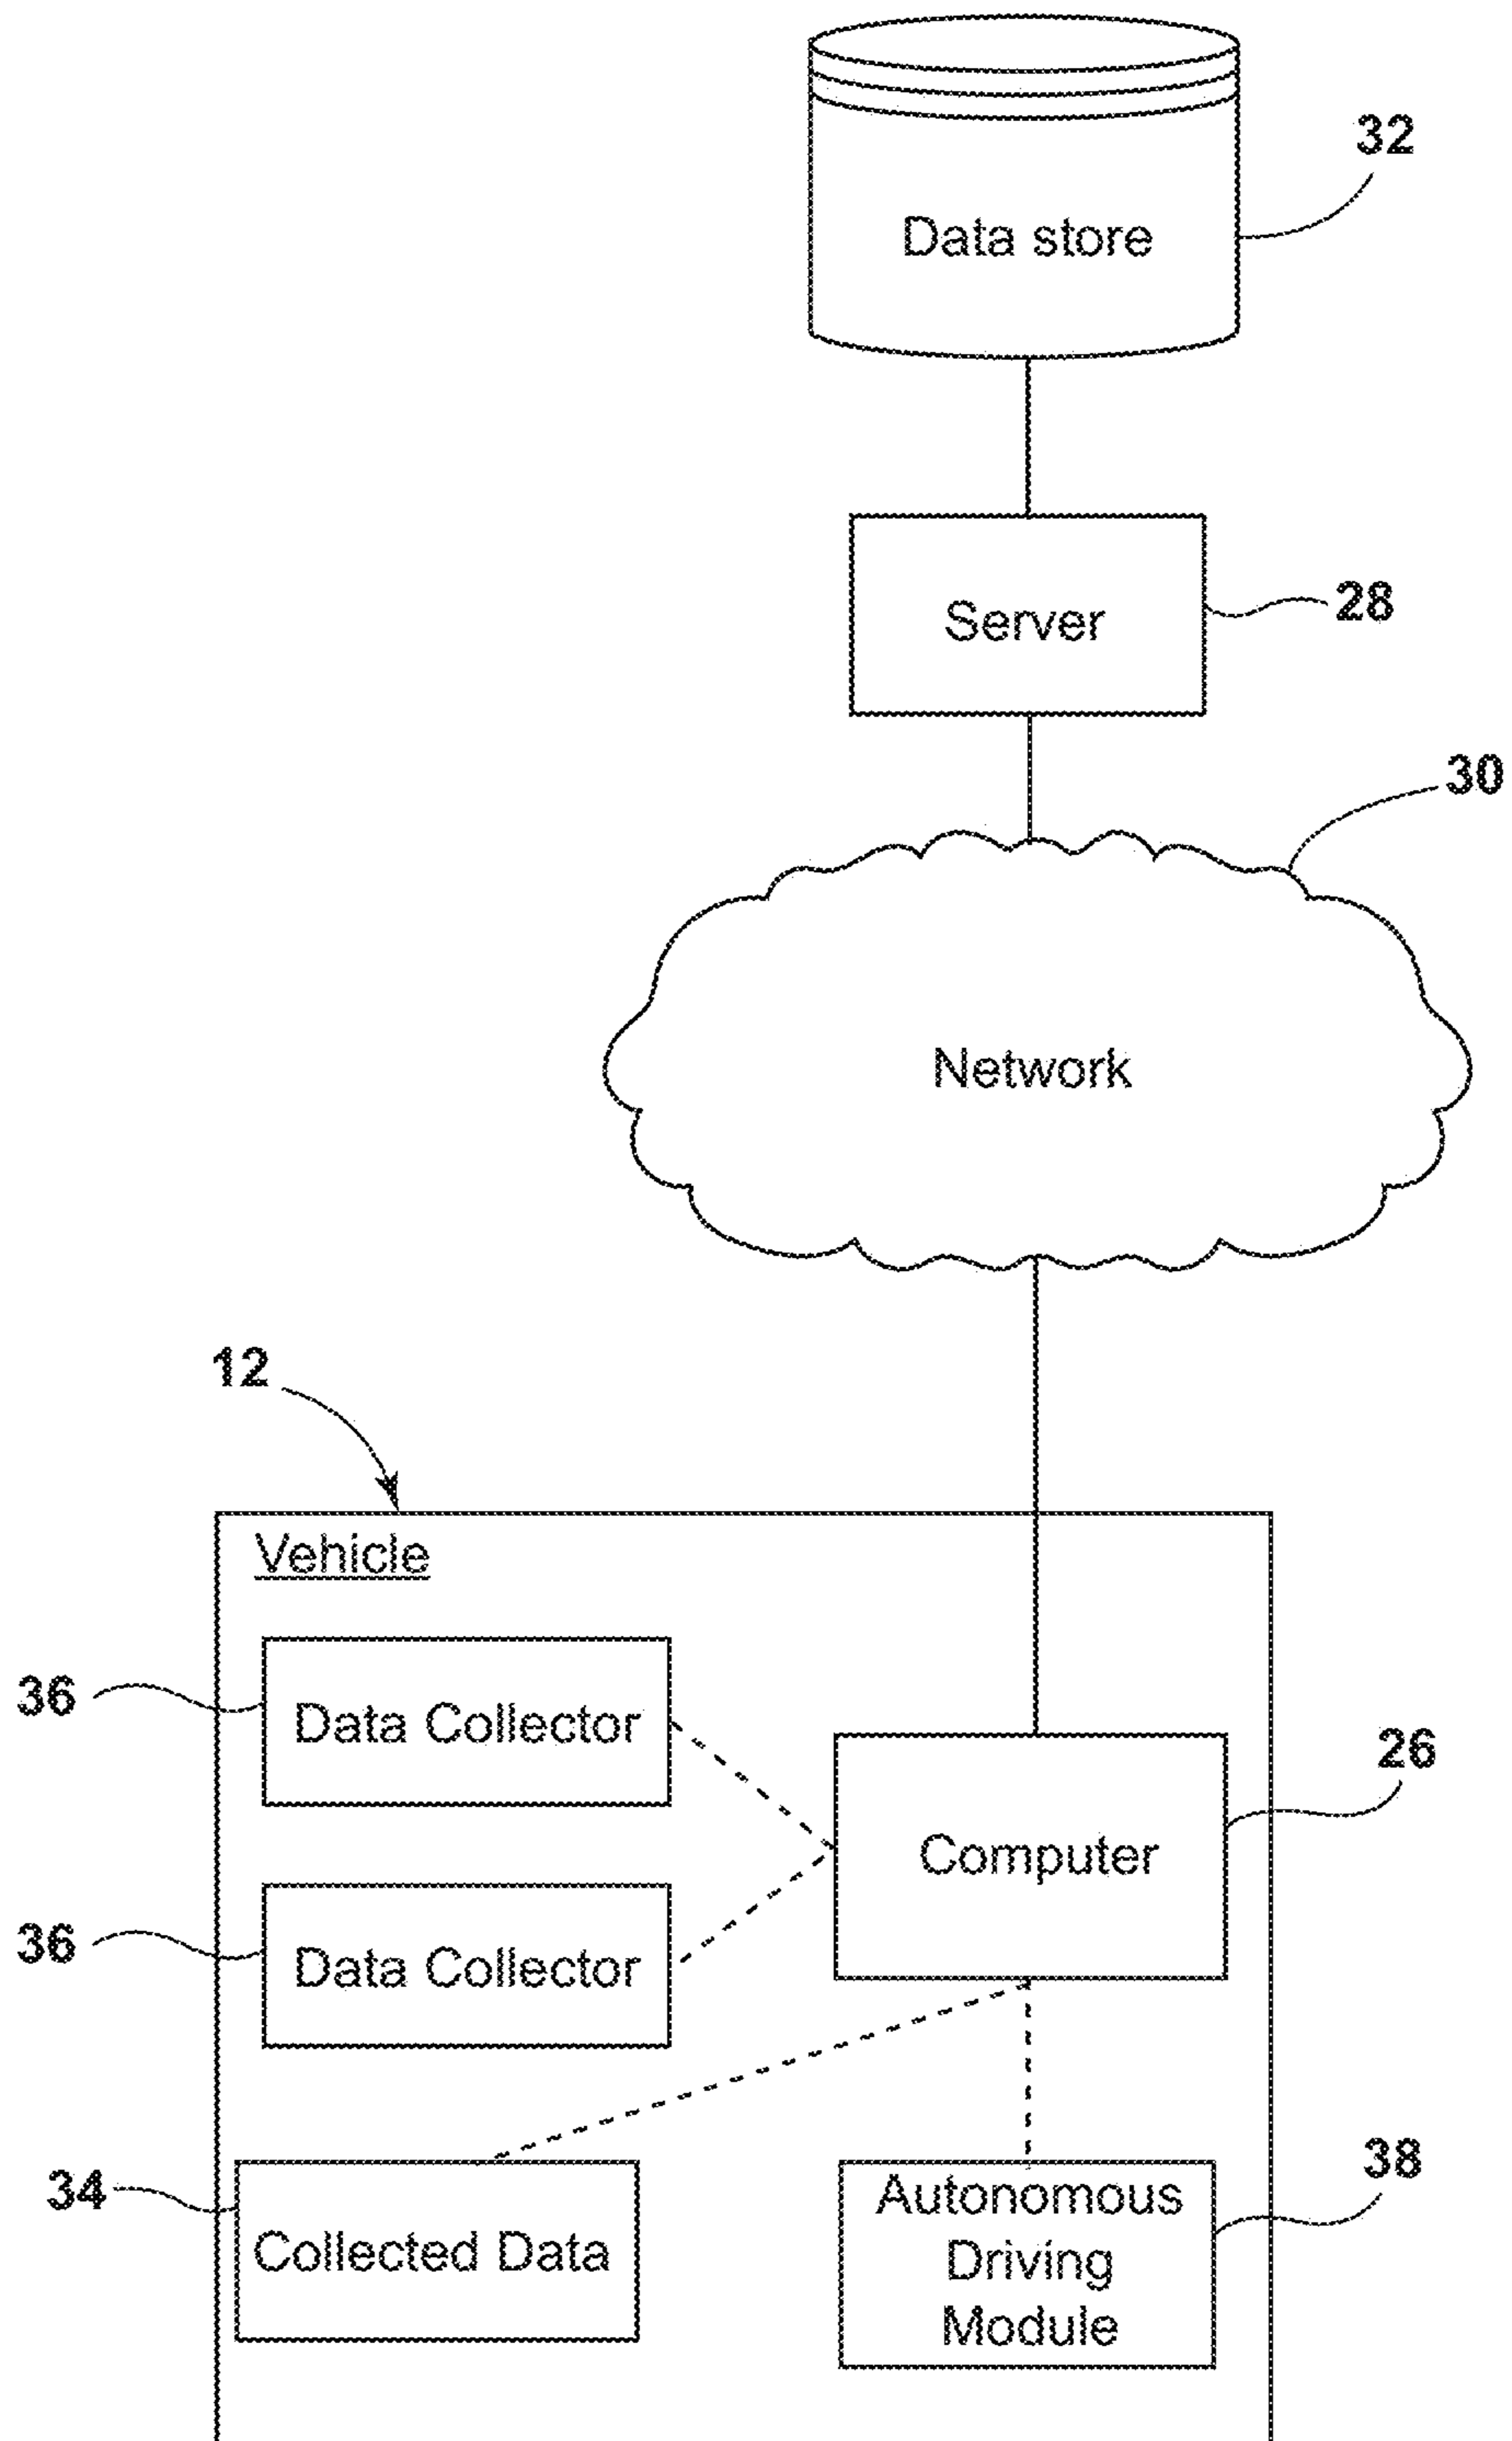 32
Data store
Server
28
30
Network
12
Vehicle
36
Data Collector
26
Computer
36
Data Collector
34
Collected Data
38
Autonomous
Driving
Module